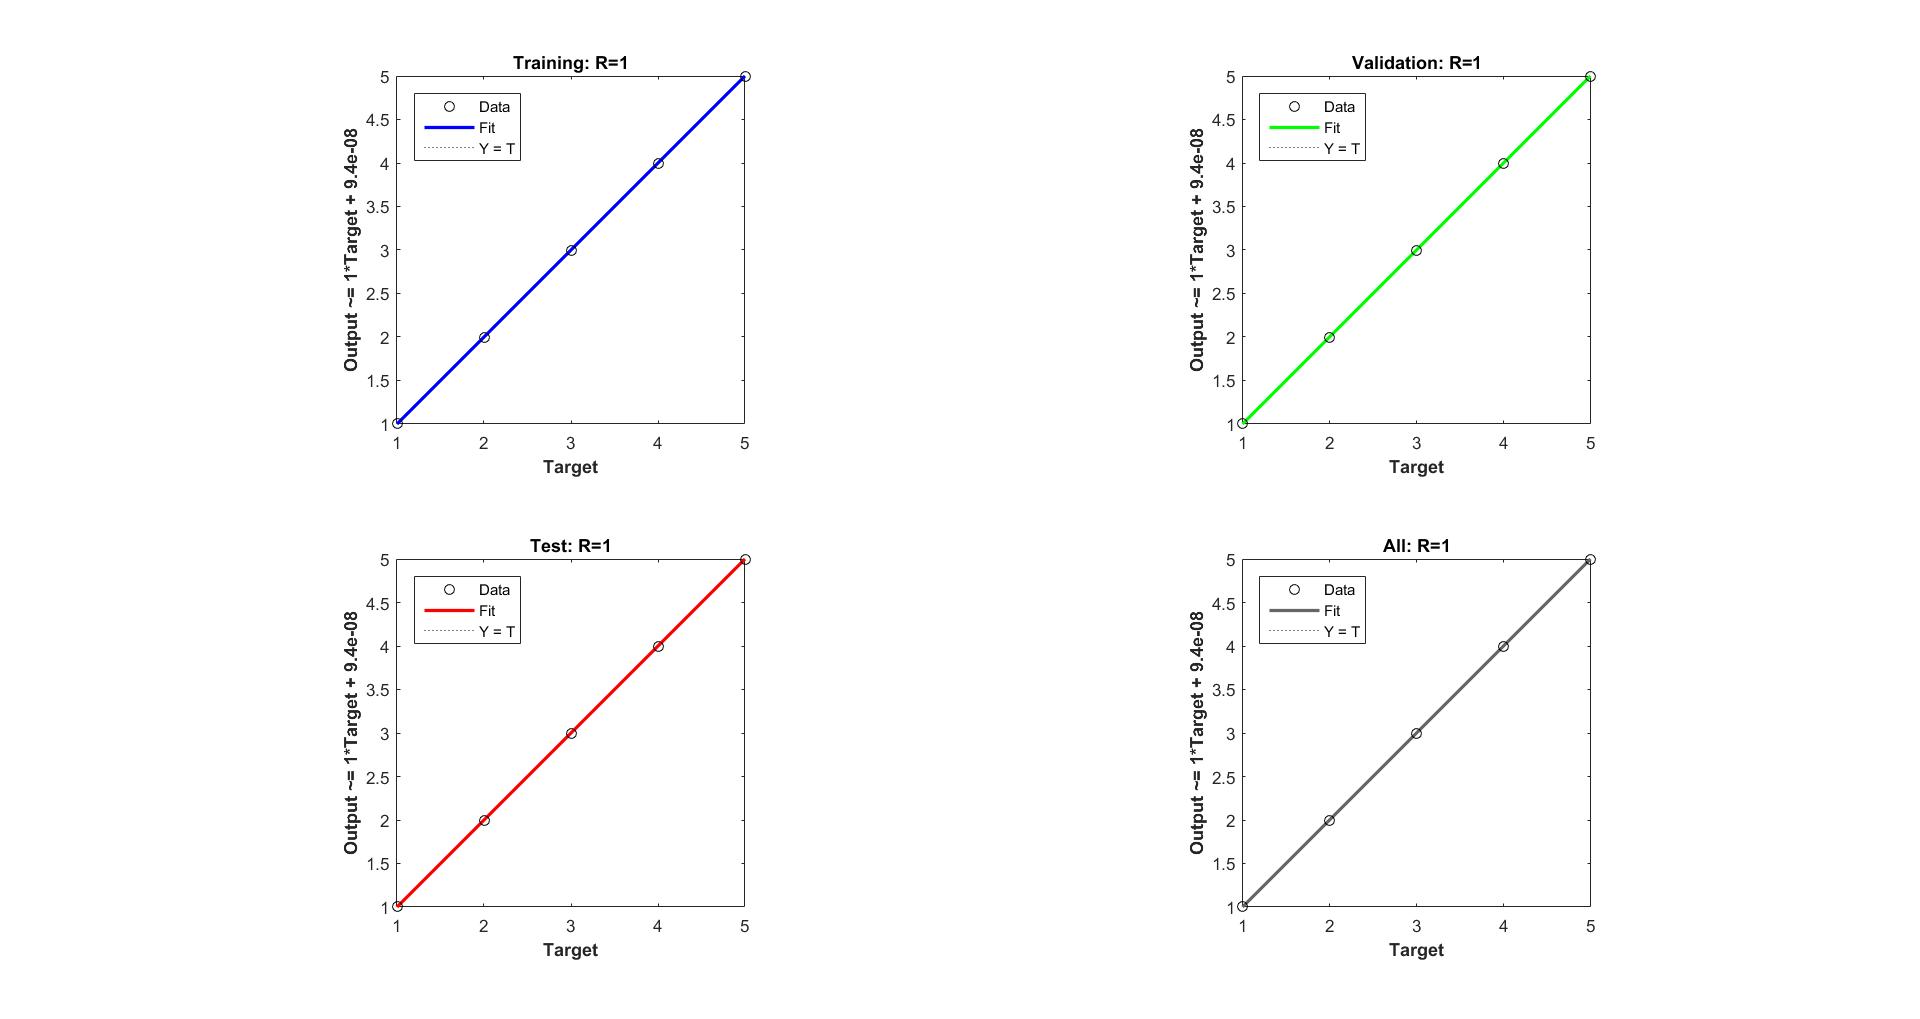 Training: R=1
Output ~= 1*Target + 9.4e-08
5
4.5
4
3.5
3
2.5
2
1.5
1
Data
Fit
Y = T
1 2 3 4 5
Target
Validation: R=1
Output ~= 1*Target + 9.4e-08
5
4.5
4
3.5
3
2.5
2
1.5
1
Data
Fit
Y = T
1 2 3 4 5
Target
Test: R=1
Output ~= 1*Target + 9.4e-08
5
4.5
4
3.5
3
2.5
2
1.5
1
Data
Fit
Y = T
1 2 3 4 5
Target
All: R=1
Output ~= 1*Target + 9.4e-08
5
4.5
4
3.5
3
2.5
2
1.5
1
Data
Fit
Y = T
1 2 3 4 5
Target